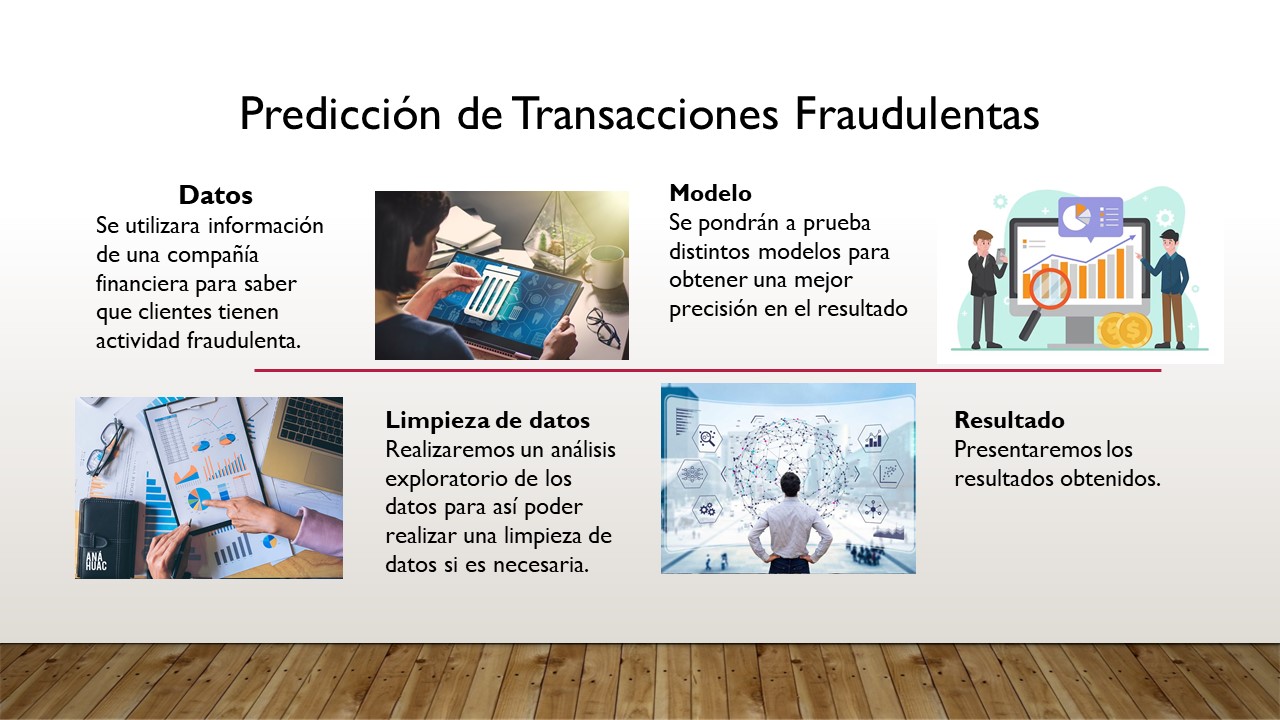 Predicción de Transacciones Fraudulentas
Datos
Se utilizara información
de una compañía
financiera para saber
que clientes tienen
actividad fraudulenta.
Modelo
Se pondrán a prueba
distintos modelos para
obtener una mejor
precisión en el resultado
ANÁ
HUAC
Limpieza de datos
Realizaremos un análisis
exploratorio de los
datos para así poder
realizar una limpieza de
datos si es necesaria.
Resultado
Presentaremos los
resultados obtenidos.